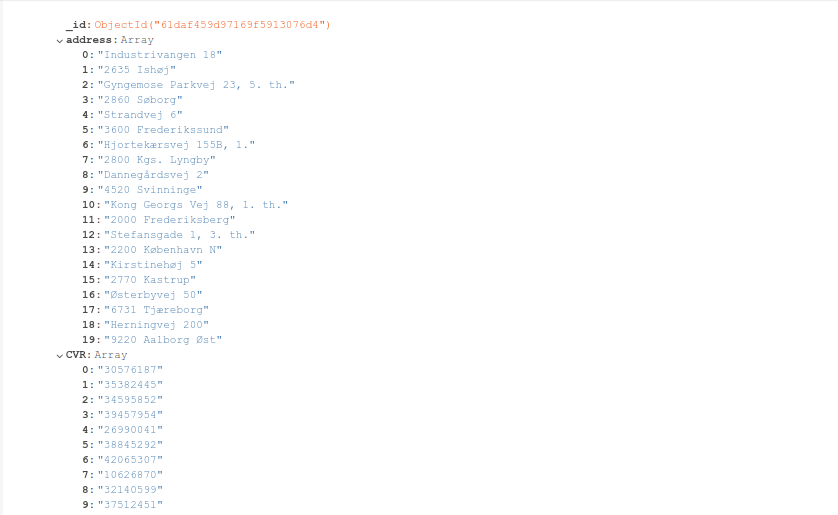 _id: ObjectId("61daf459d97169f5913076d4")
address: Array
0: "Industrivangen 18"
1: "2635 Ishøj"
2: "Gyngemose Parkvej 23, 5. th."
3: "2860 Søborg"
4: "Strandvej 6"
5: "3600 Frederikssund"
6: "Hjortekærsvej 155B, 1."
7: "2800 Kgs. Lyngby"
8: "Dannegårdsvej 2"
9: "4520 Svinninge"
10: "Kong Georgs Vej 88, 1. th."
11: "2000 Frederiksberg"
12: "Stefansgade 1, 3. th."
13: "2200 København N"
14: "Kirstinehøj 5"
15: "2770 Kastrup"
16: "Østerbyvej 50"
17: "6731 Tjæreborg"
18: "Herningvej 200"
19: "9220 Aalborg Øst"
CVR: Array
0: "30576187"
1: "35382445"
2: "34595852"
3: "39457954"
4: "26990041"
5: "38845292"
6: "42065307"
7: "10626870"
8: "32140599"
9: "37512451"